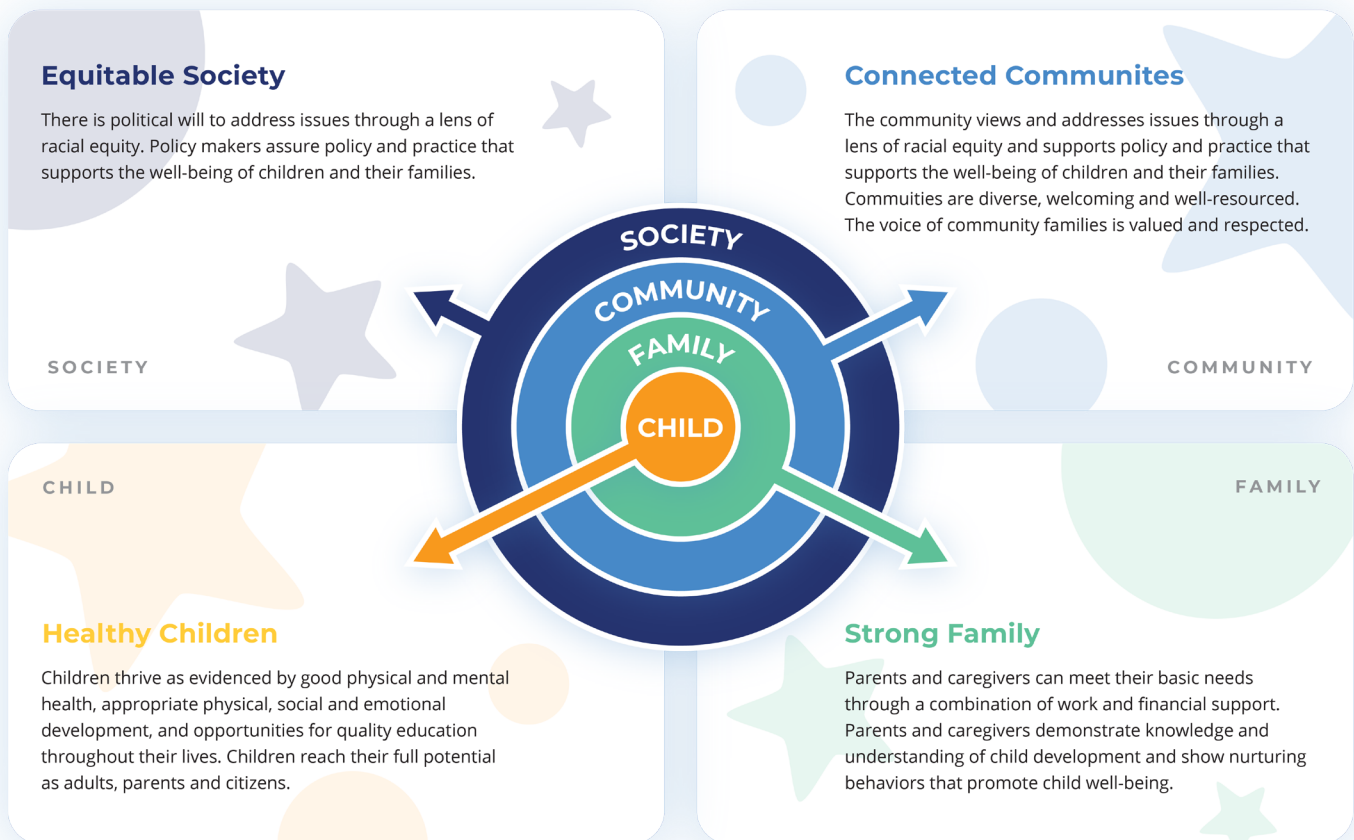 Equitable Society
There is political will to address issues through a lens of
racial equity. Policy makers assure policy and practice that
supports the well-being of children and their families.
SOCIETY
Connected Communites
The community views and addresses issues through a
lens of racial equity and supports policy and practice that
supports the well-being of children and their families.
Commuities are diverse, welcoming and well-resourced.
The voice of community families is valued and respected.
COMMUNITY
SOCIETY
COMMUNITY
FAMILY
CHILD
CHILD
Healthy Children
Children thrive as evidenced by good physical and mental
health, appropriate physical, social and emotional
development, and opportunities for quality education
throughout their lives. Children reach their full potential
as adults, parents and citizens.
FAMILY
Strong Family
Parents and caregivers can meet their basic needs
through a combination of work and financial support.
Parents and caregivers demonstrate knowledge and
understanding of child development and show nurturing
behaviors that promote child well-being.